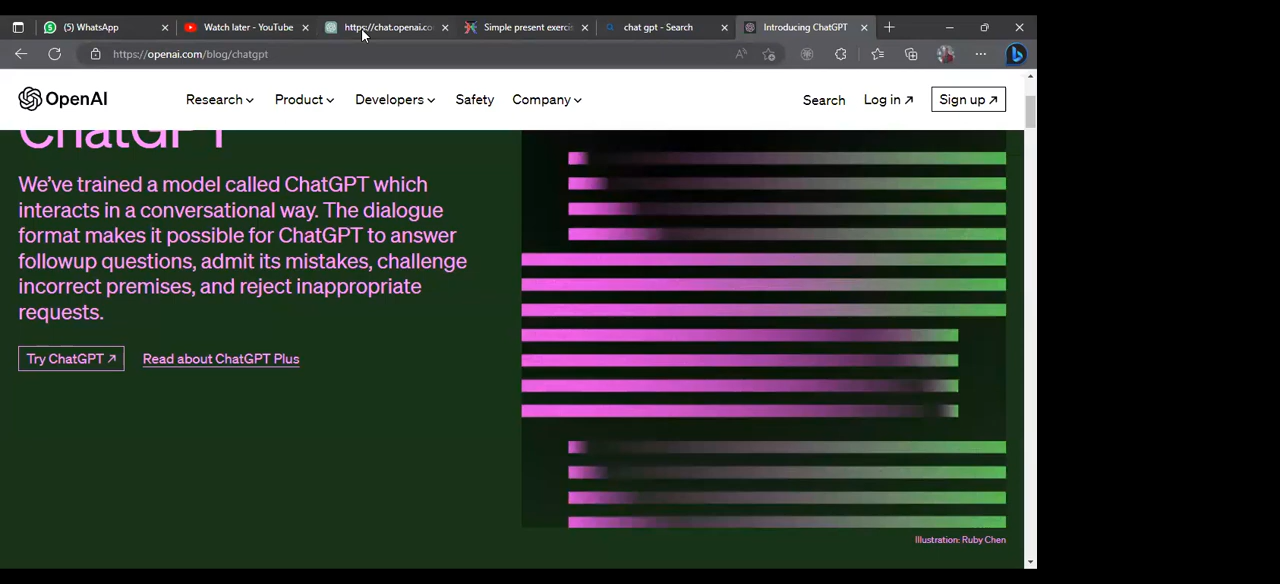 (5) WhatsApp
Watch later - YouTube
https://chat.openai.co
Simple present exerci
chat gpt - Search
Introducing ChatGPT
https://openai.com/blog/chatgpt
OpenAI
Research
Product
Developers
Safety
Company
Search
Log in ↗
Sign up ↗
ChatGPT
We've trained a model called ChatGPT which
interacts in a conversational way. The dialogue
format makes it possible for ChatGPT to answer
followup questions, admit its mistakes, challenge
incorrect premises, and reject inappropriate
requests.
Try ChatGPT ↗
Read about ChatGPT Plus
Illustration: Ruby Chen